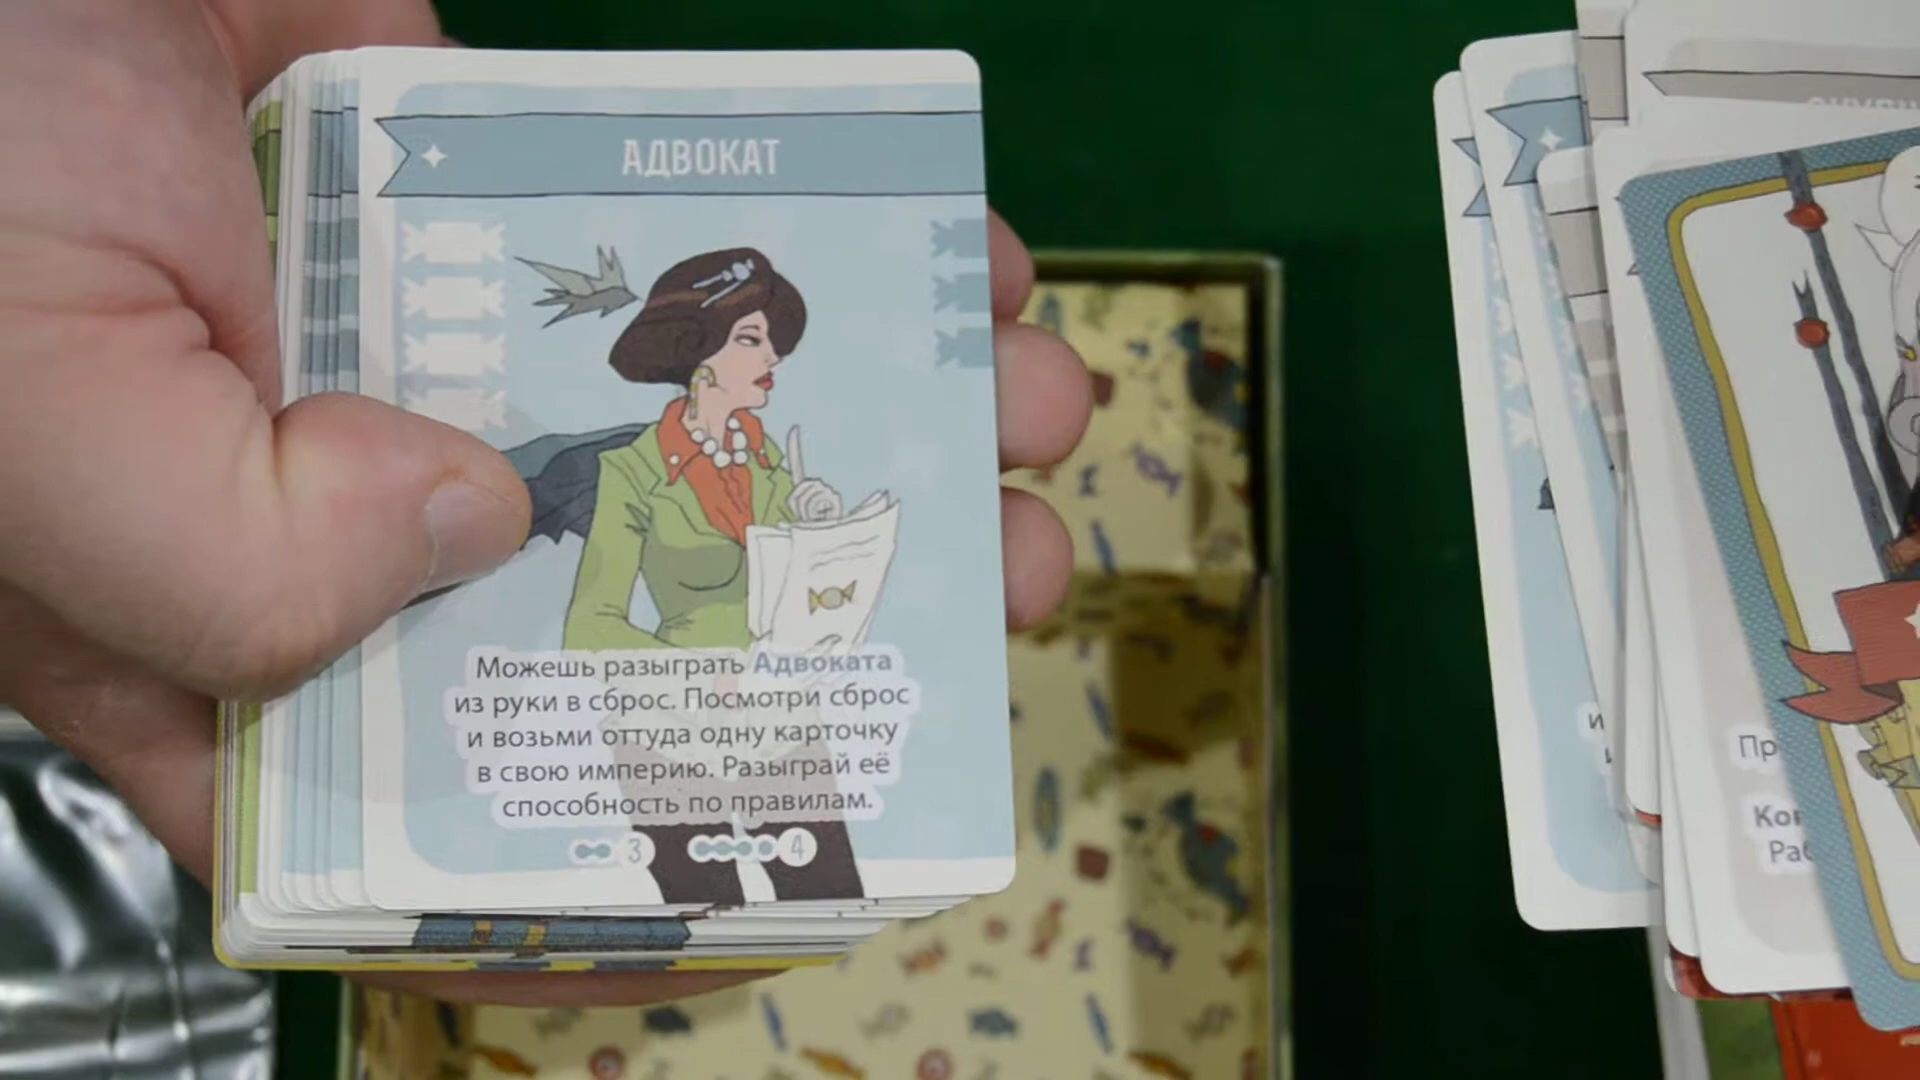 АДВОКАТ
Можешь разыграть Адвоката
из руки в сброс. Посмотри сброс
и возьми оттуда одну карточку
в свою империю. Разыграй её
способность по правилам.
3 4
Пр